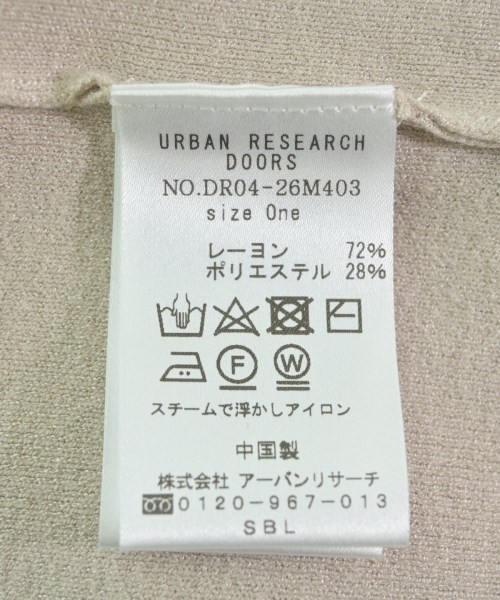 URBAN RESEARCH
DOORS
NO.DR04-26M403
size One
レーヨン 72%
ポリエステル 28%
F W
スチームで浮かしアイロン
中国製
株式会社 アーバンリサーチ
0120-967-013
SBL